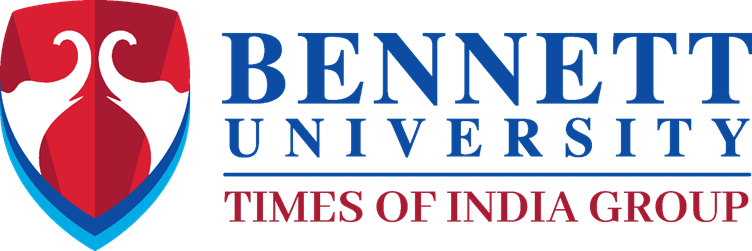 BENNETT
UNIVERSITY
TIMES OF INDIA GROUP